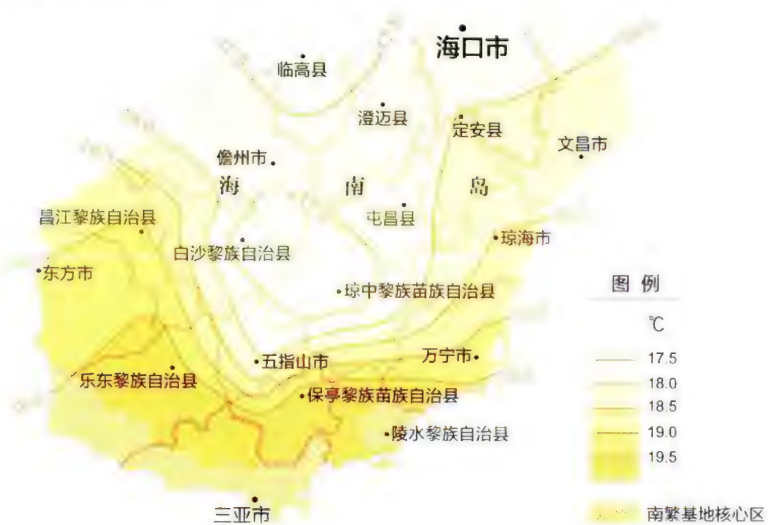 海口市
临高县
澄迈县
定安县
文昌市
儋州市
海南岛
屯昌县
昌江黎族自治县
白沙黎族自治县
琼海市
东方市
琼中黎族苗族自治县
五指山市
万宁市
乐东黎族自治县
保亭黎族苗族自治县
陵水黎族自治县
三亚市
图 例
℃
17.5
18.0
18.5
19.0
19.5
南繁基地核心区